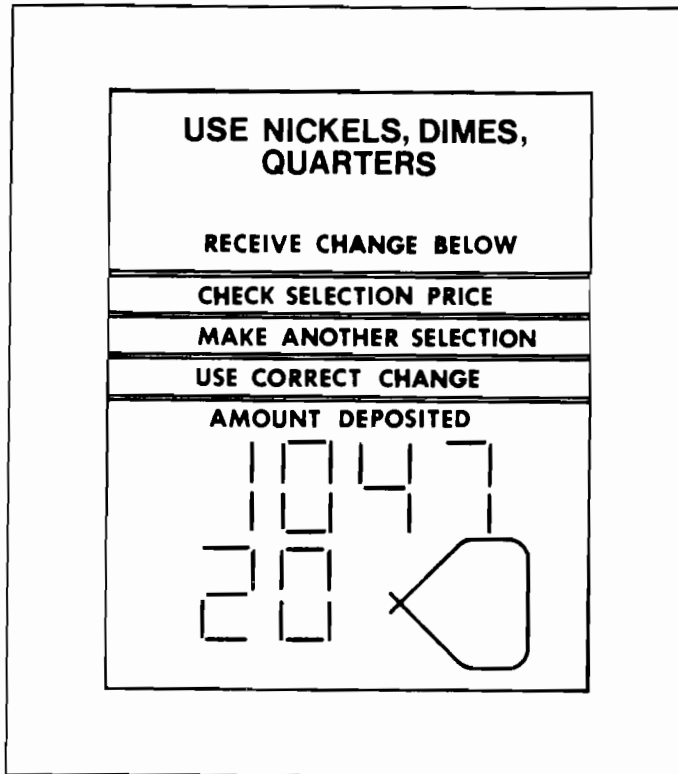 USE NICKELS, DIMES,
QUARTERS
RECEIVE CHANGE BELOW
CHECK SELECTION PRICE
MAKE ANOTHER SELECTION
USE CORRECT CHANGE
AMOUNT DEPOSITED
1047
20